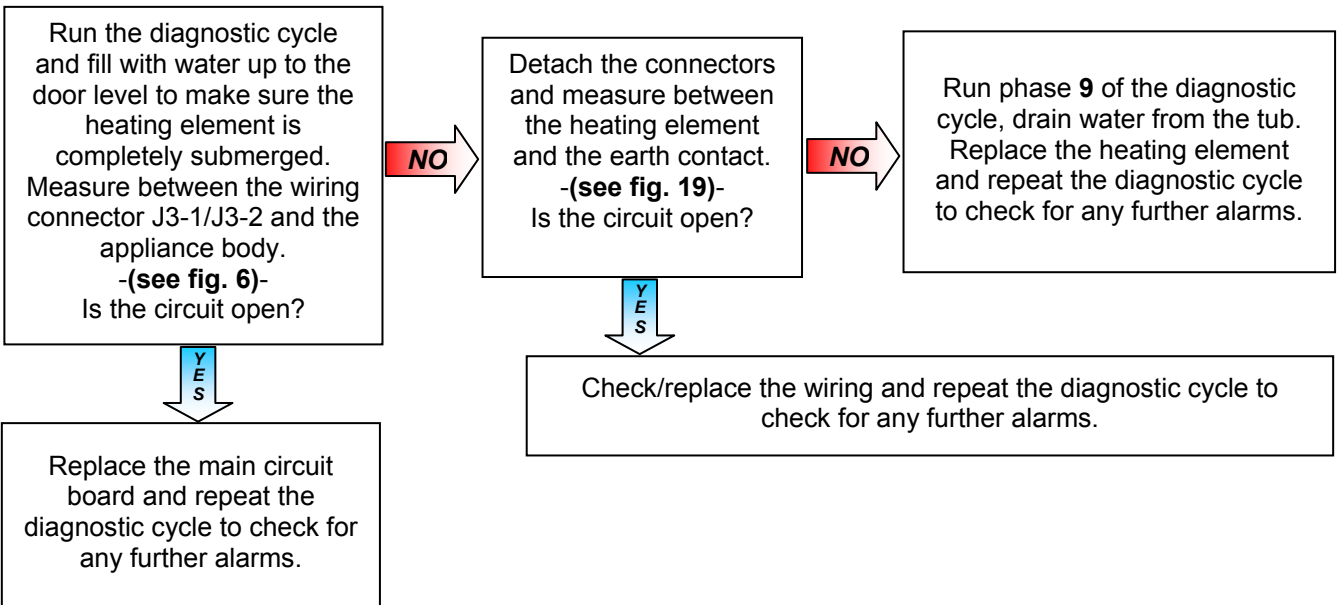 Run the diagnostic cycle
and fill with water up to the
door level to make sure the
heating element is
completely submerged.
Measure between the wiring
connector J3-1/J3-2 and the
appliance body.
-(see fig. 6)-
Is the circuit open?
NO
Detach the connectors
and measure between
the heating element
and the earth contact.
-(see fig. 19)-
Is the circuit open?
NO
Run phase 9 of the diagnostic
cycle, drain water from the tub.
Replace the heating element
and repeat the diagnostic cycle
to check for any further alarms.
YES
YES
Check/replace the wiring and repeat the diagnostic cycle to
check for any further alarms.
Replace the main circuit
board and repeat the
diagnostic cycle to check for
any further alarms.